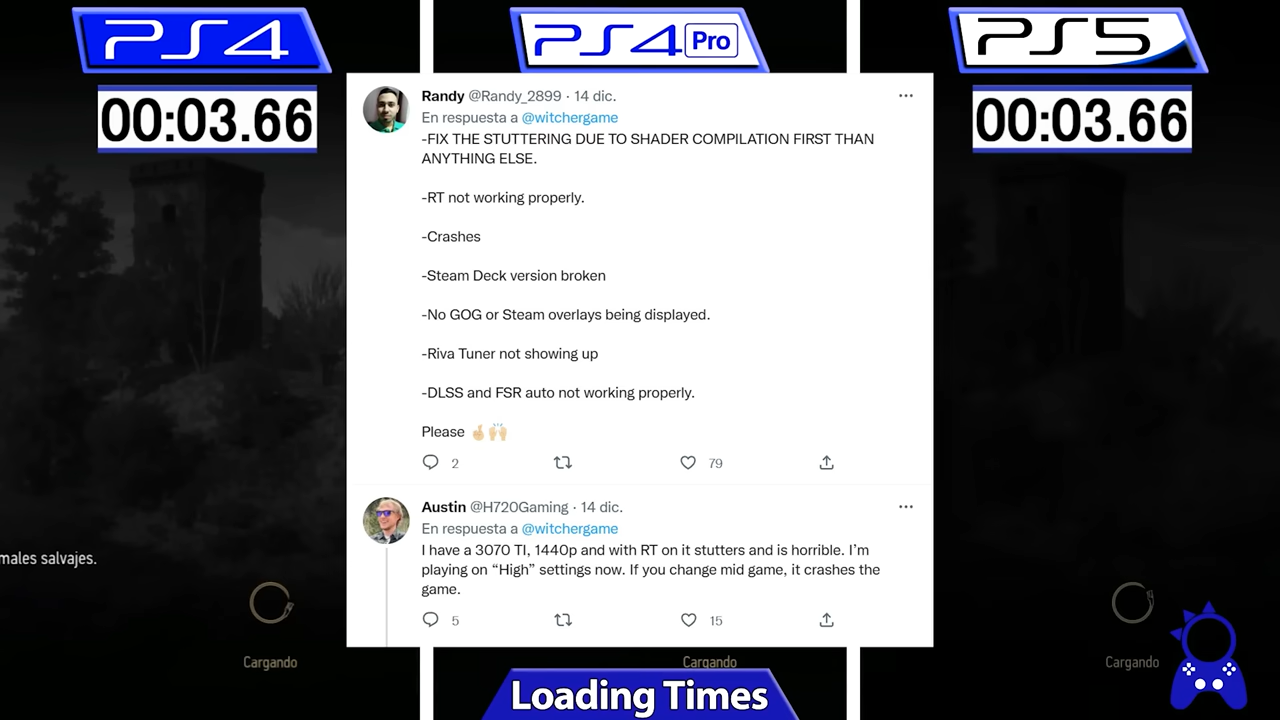 PS4
PS4 Pro
PS5
00:03.66
00:03.66
Randy @Randy_2899 · 14 dic.
En respuesta a @witchergame
-FIX THE STUTTERING DUE TO SHADER COMPILATION FIRST THAN
ANYTHING ELSE.
-RT not working properly.
-Crashes
-Steam Deck version broken
-No GOG or Steam overlays being displayed.
-Riva Tuner not showing up
-DLSS and FSR auto not working properly.
Please 🤞🏼🙌🏼
2
79
Austin @H720Gaming · 14 dic.
En respuesta a @witchergame
I have a 3070 TI, 1440p and with RT on it stutters and is horrible. I’m
playing on “High” settings now. If you change mid game, it crashes the
game.
5
15
males salvajes.
Cargando
Cargando
Cargando
Loading Times